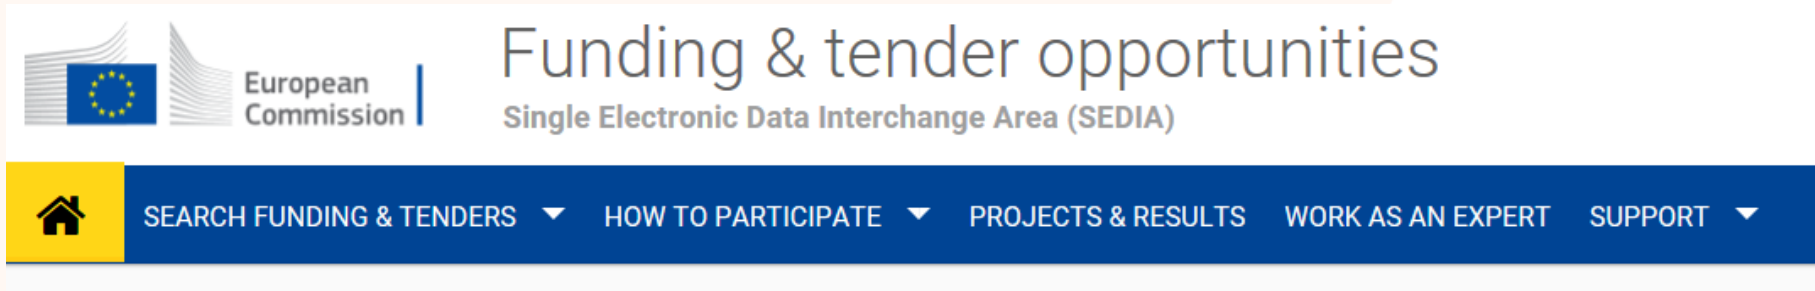 European
Commission
Funding & tender opportunities
Single Electronic Data Interchange Area (SEDIA)
SEARCH FUNDING & TENDERS HOW TO PARTICIPATE PROJECTS & RESULTS WORK AS AN EXPERT SUPPORT